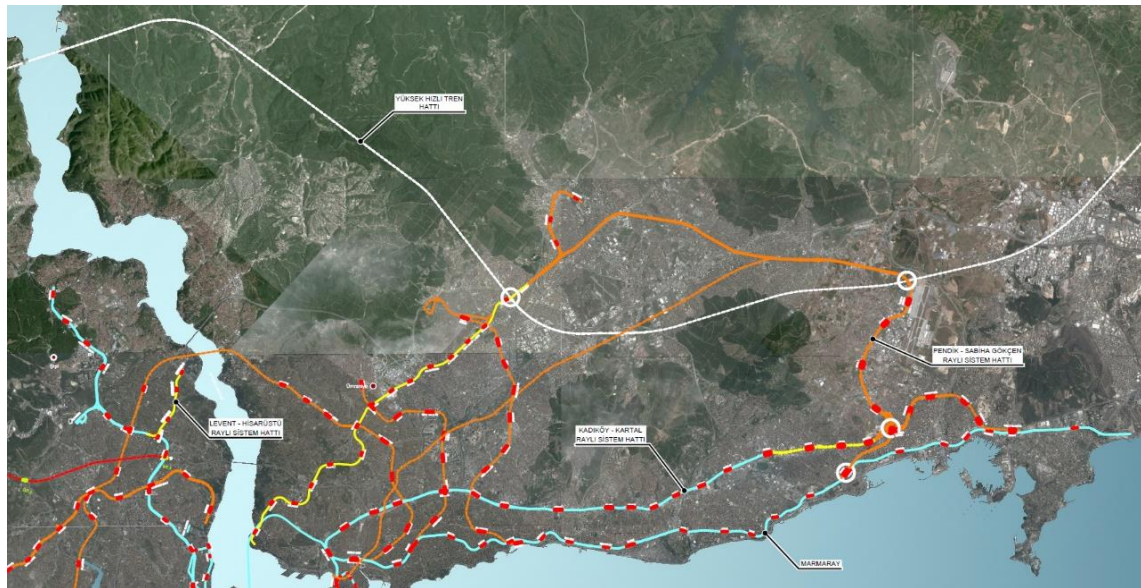 YÜKSEK HIZLI TREN
HATTI
PENDİK - SABİHA GÖKÇEN
RAYLI SİSTEM HATTI
LEVENT - HİSARÜSTÜ
RAYLI SİSTEM HATTI
KADIKÖY - KARTAL
RAYLI SİSTEM HATTI
MARMARAY